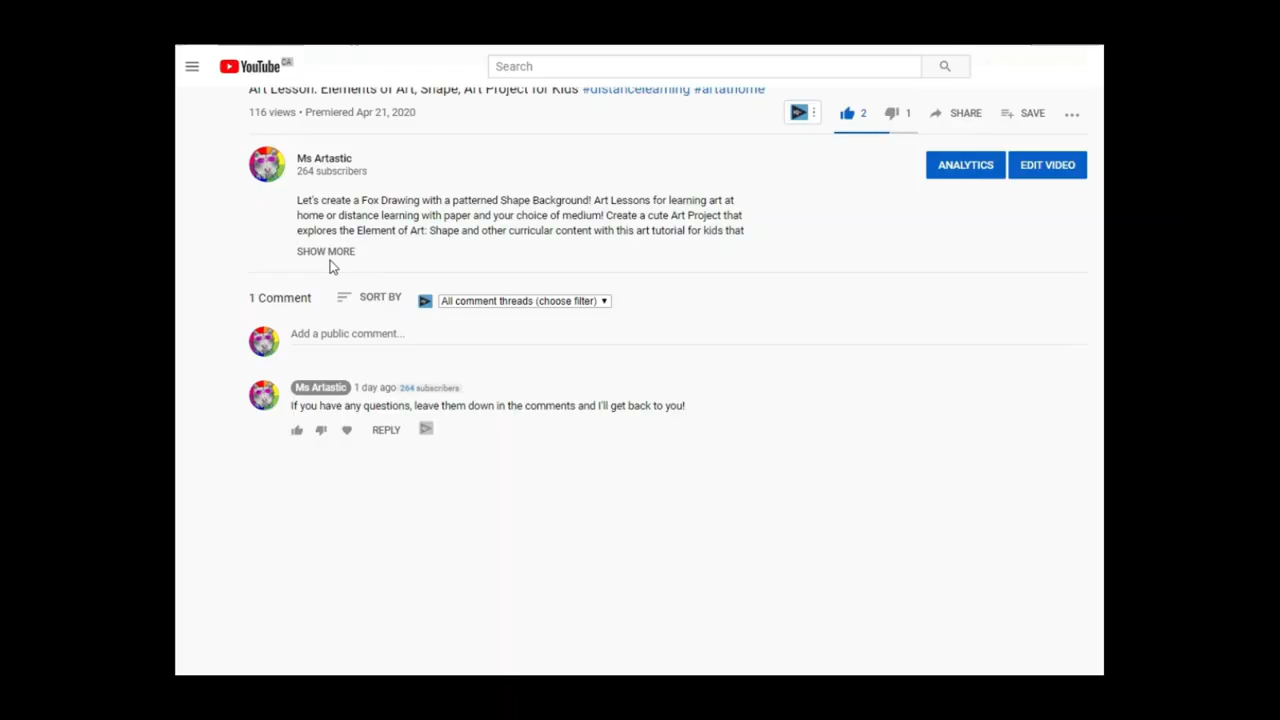 YouTube CA
Search
Art Lesson: Elements of Art, Shape, Art Project for Kids #distancelearning #artathome
116 views • Premiered Apr 21, 2020
2
1
SHARE
SAVE
Ms Artastic
264 subscribers
ANALYTICS
EDIT VIDEO
Let's create a Fox Drawing with a patterned Shape Background! Art Lessons for learning art at
home or distance learning with paper and your choice of medium! Create a cute Art Project that
explores the Element of Art: Shape and other curricular content with this art tutorial for kids that
SHOW MORE
1 Comment
SORT BY
All comment threads (choose filter)
Add a public comment...
Ms Artastic 1 day ago 264 subscribers
If you have any questions, leave them down in the comments and I'll get back to you!
REPLY